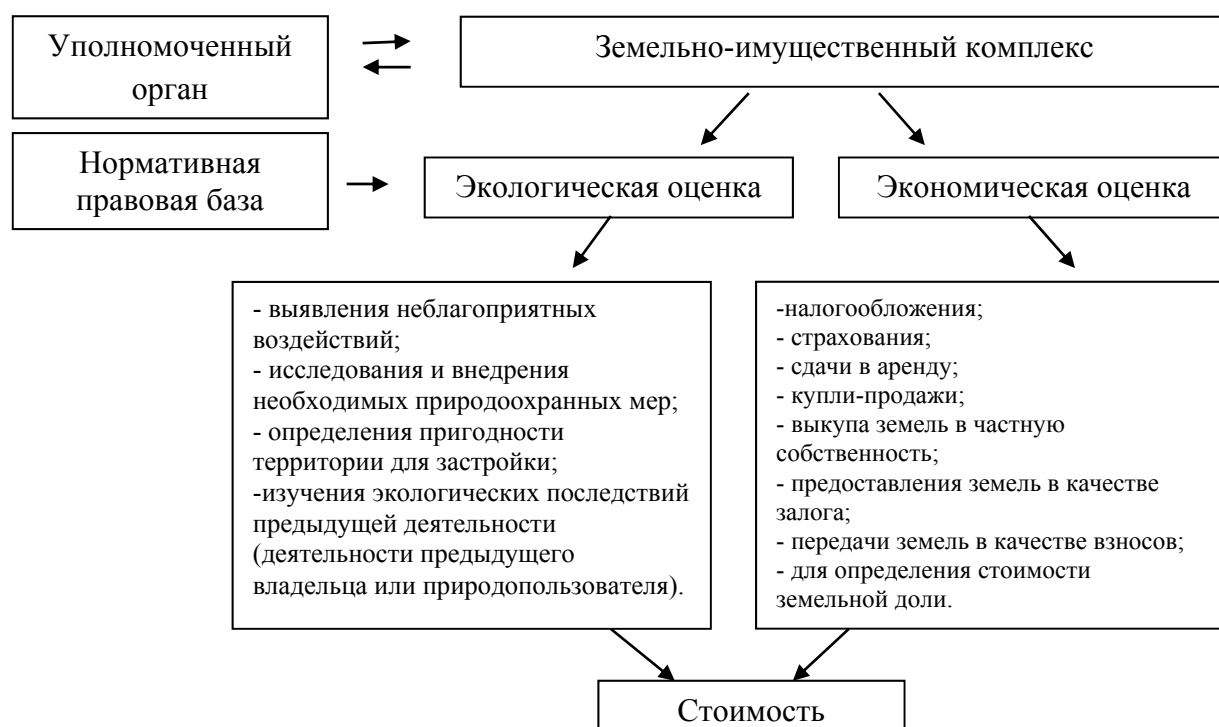 Уполномоченный
орган
Земельно-имущественный комплекс
Нормативная
правовая база
Экологическая оценка
Экономическая оценка
- выявления неблагоприятных
воздействий;
- исследования и внедрения
необходимых природоохранных мер;
- определения пригодности
территории для застройки;
-изучения экологических последствий
предыдущей деятельности
(деятельности предыдущего
владельца или природопользователя).
-налогообложения;
- страхования;
- сдачи в аренду;
- купли-продажи;
- выкупа земель в частную
собственность;
- предоставления земель в качестве
залога;
- передачи земель в качестве взносов;
- для определения стоимости
земельной доли.
Стоимость